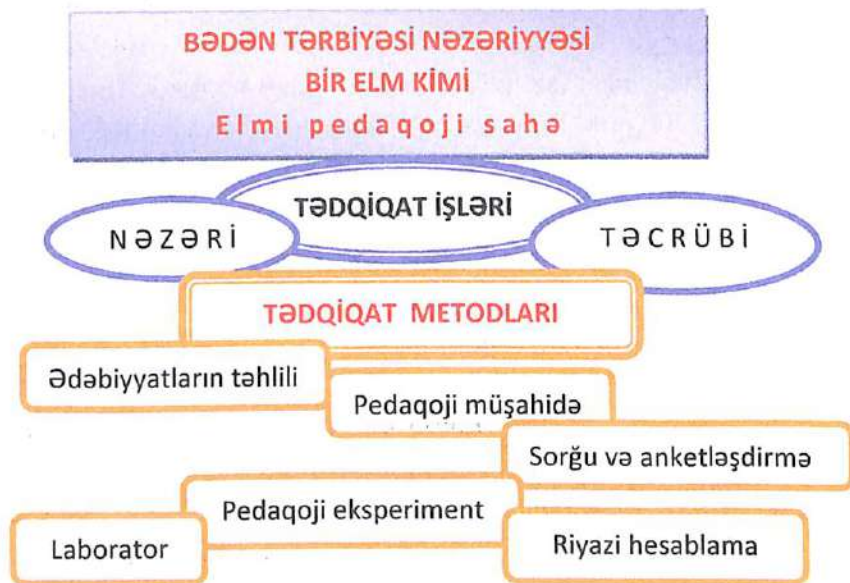 BƏDƏN TƏRBİYƏSİ NƏZƏRİYYƏSİ
BİR ELM KİMİ
Elmi pedaqoji sahə
TƏDQİQAT İŞLƏRİ
NƏZƏRİ
TƏCRÜBİ
TƏDQİQAT METODLARI
Ədəbiyyatların təhlili
Pedaqoji müşahidə
Sorğu və anketləşdirmə
Pedaqoji eksperiment
Laborator
Riyazi hesablama